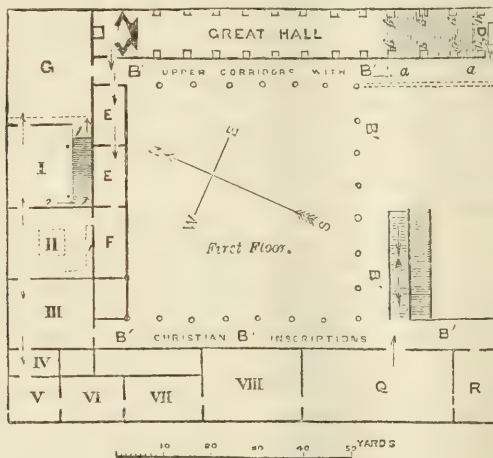 GREAT HALL
D
G
B' UPPER CORRIDORS WITH B' a a
E
B'
E
I
E
N
W
S
II
F
First Floor.
B'
III
B' CHRISTIAN B' INSCRIPTIONS B'
IV
V VI VII VIII Q R
10 20 30 40 50 YARDS